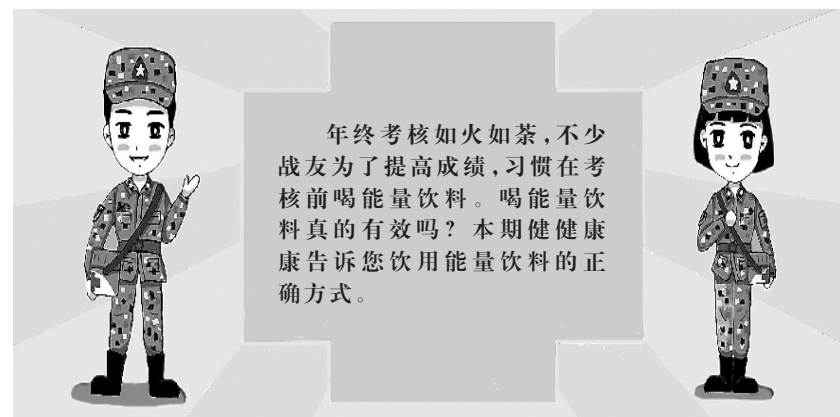 年终考核如火如荼，不少
战友为了提高成绩，习惯在考
核前喝能量饮料。喝能量饮
料真的有效吗？本期健健康
康告诉您饮用能量饮料的正
确方式。